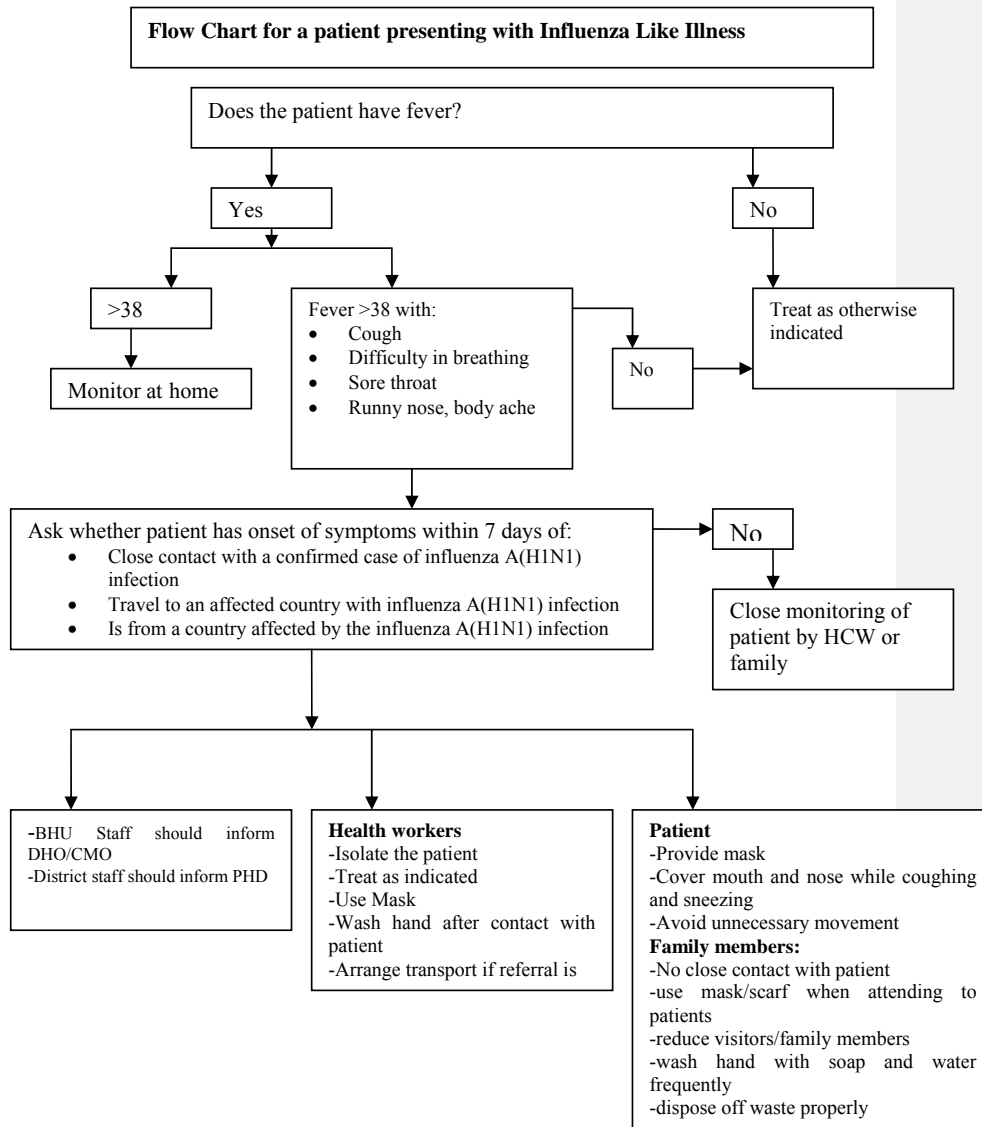 Flow Chart for a patient presenting with Influenza Like Illness
Does the patient have fever?
Yes
No
>38
Fever >38 with:
• Cough
• Difficulty in breathing
• Sore throat
• Runny nose, body ache
Treat as otherwise
indicated
No
Monitor at home
Ask whether patient has onset of symptoms within 7 days of:
• Close contact with a confirmed case of influenza A(H1N1)
infection
• Travel to an affected country with influenza A(H1N1) infection
• Is from a country affected by the influenza A(H1N1) infection
No
Close monitoring of
patient by HCW or
family
-BHU Staff should inform
DHO/CMO
-District staff should inform PHD
Health workers
-Isolate the patient
-Treat as indicated
-Use Mask
-Wash hand after contact with
patient
-Arrange transport if referral is
Patient
-Provide mask
-Cover mouth and nose while coughing
and sneezing
-Avoid unnecessary movement
Family members:
-No close contact with patient
-use mask/scarf when attending to
patients
-reduce visitors/family members
-wash hand with soap and water
frequently
-dispose off waste properly